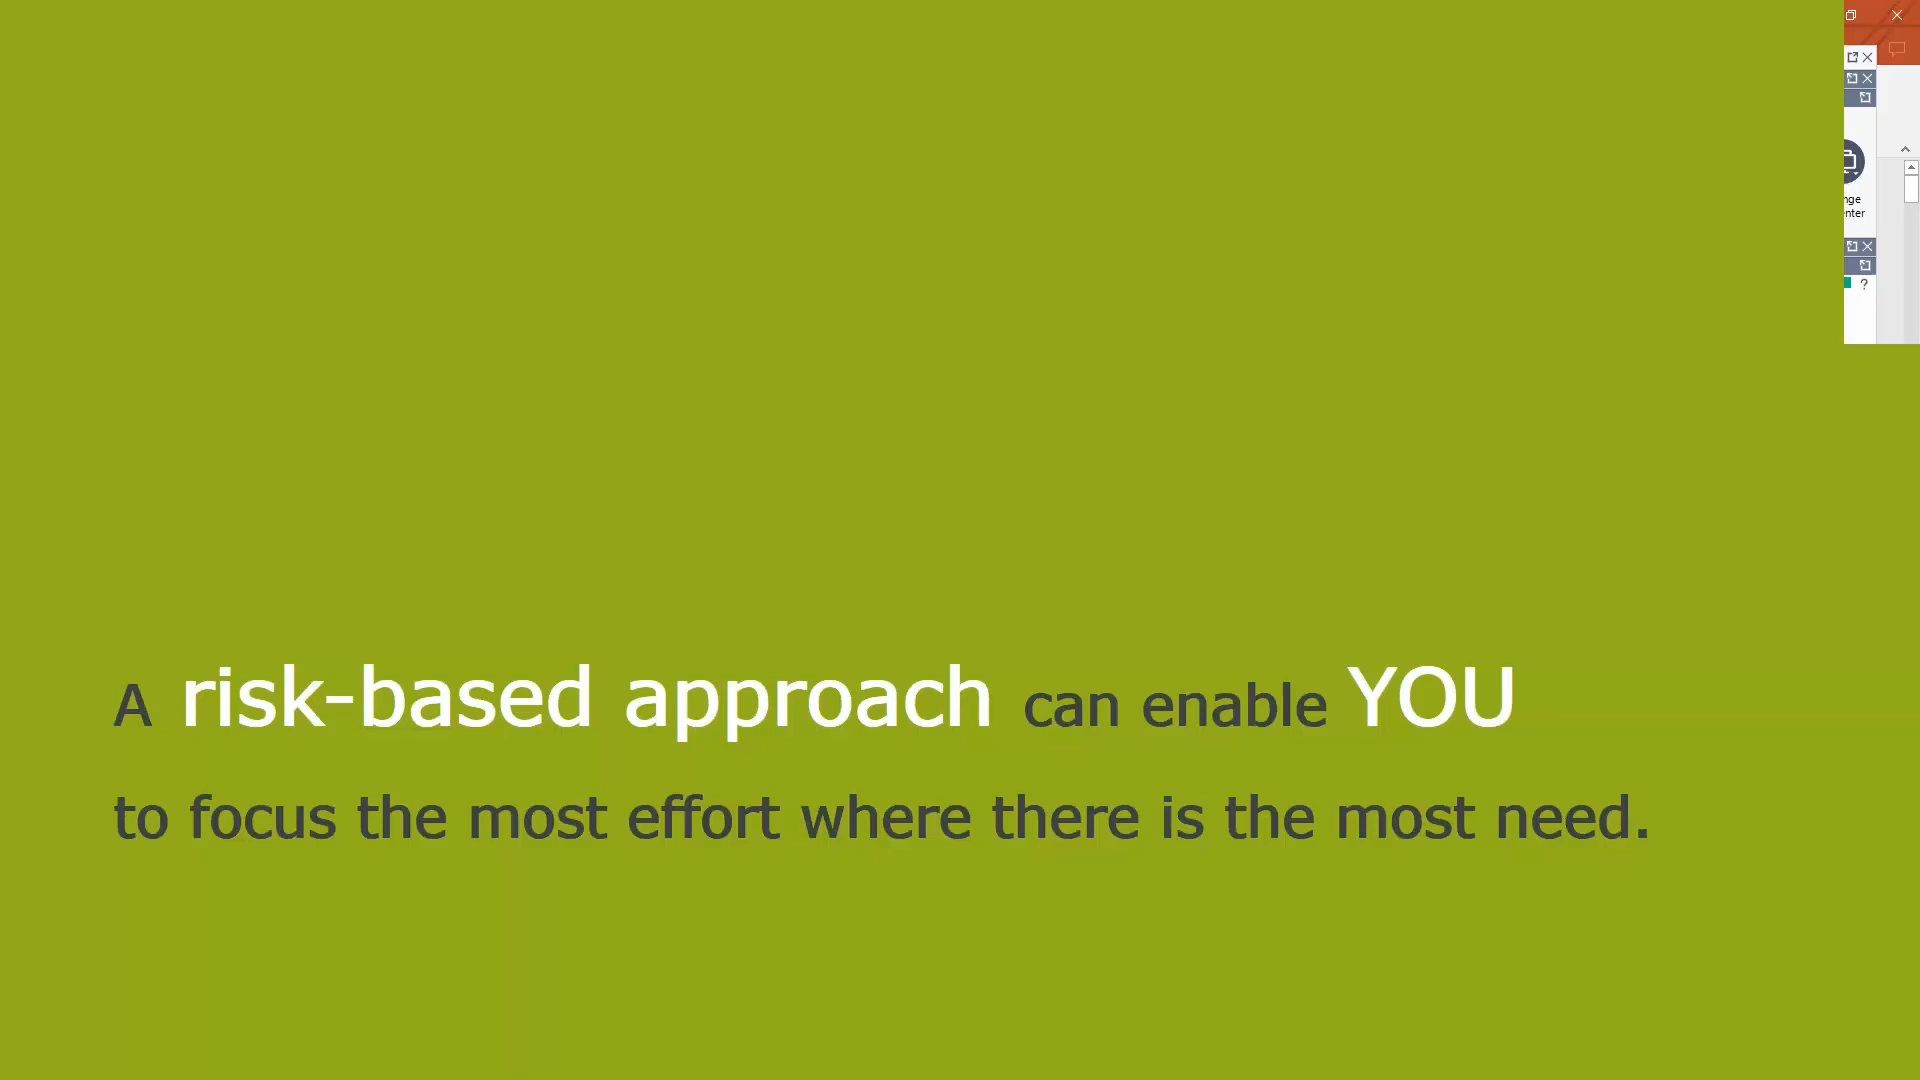 A risk-based approach can enable YOU
to focus the most effort where there is the most need.
?